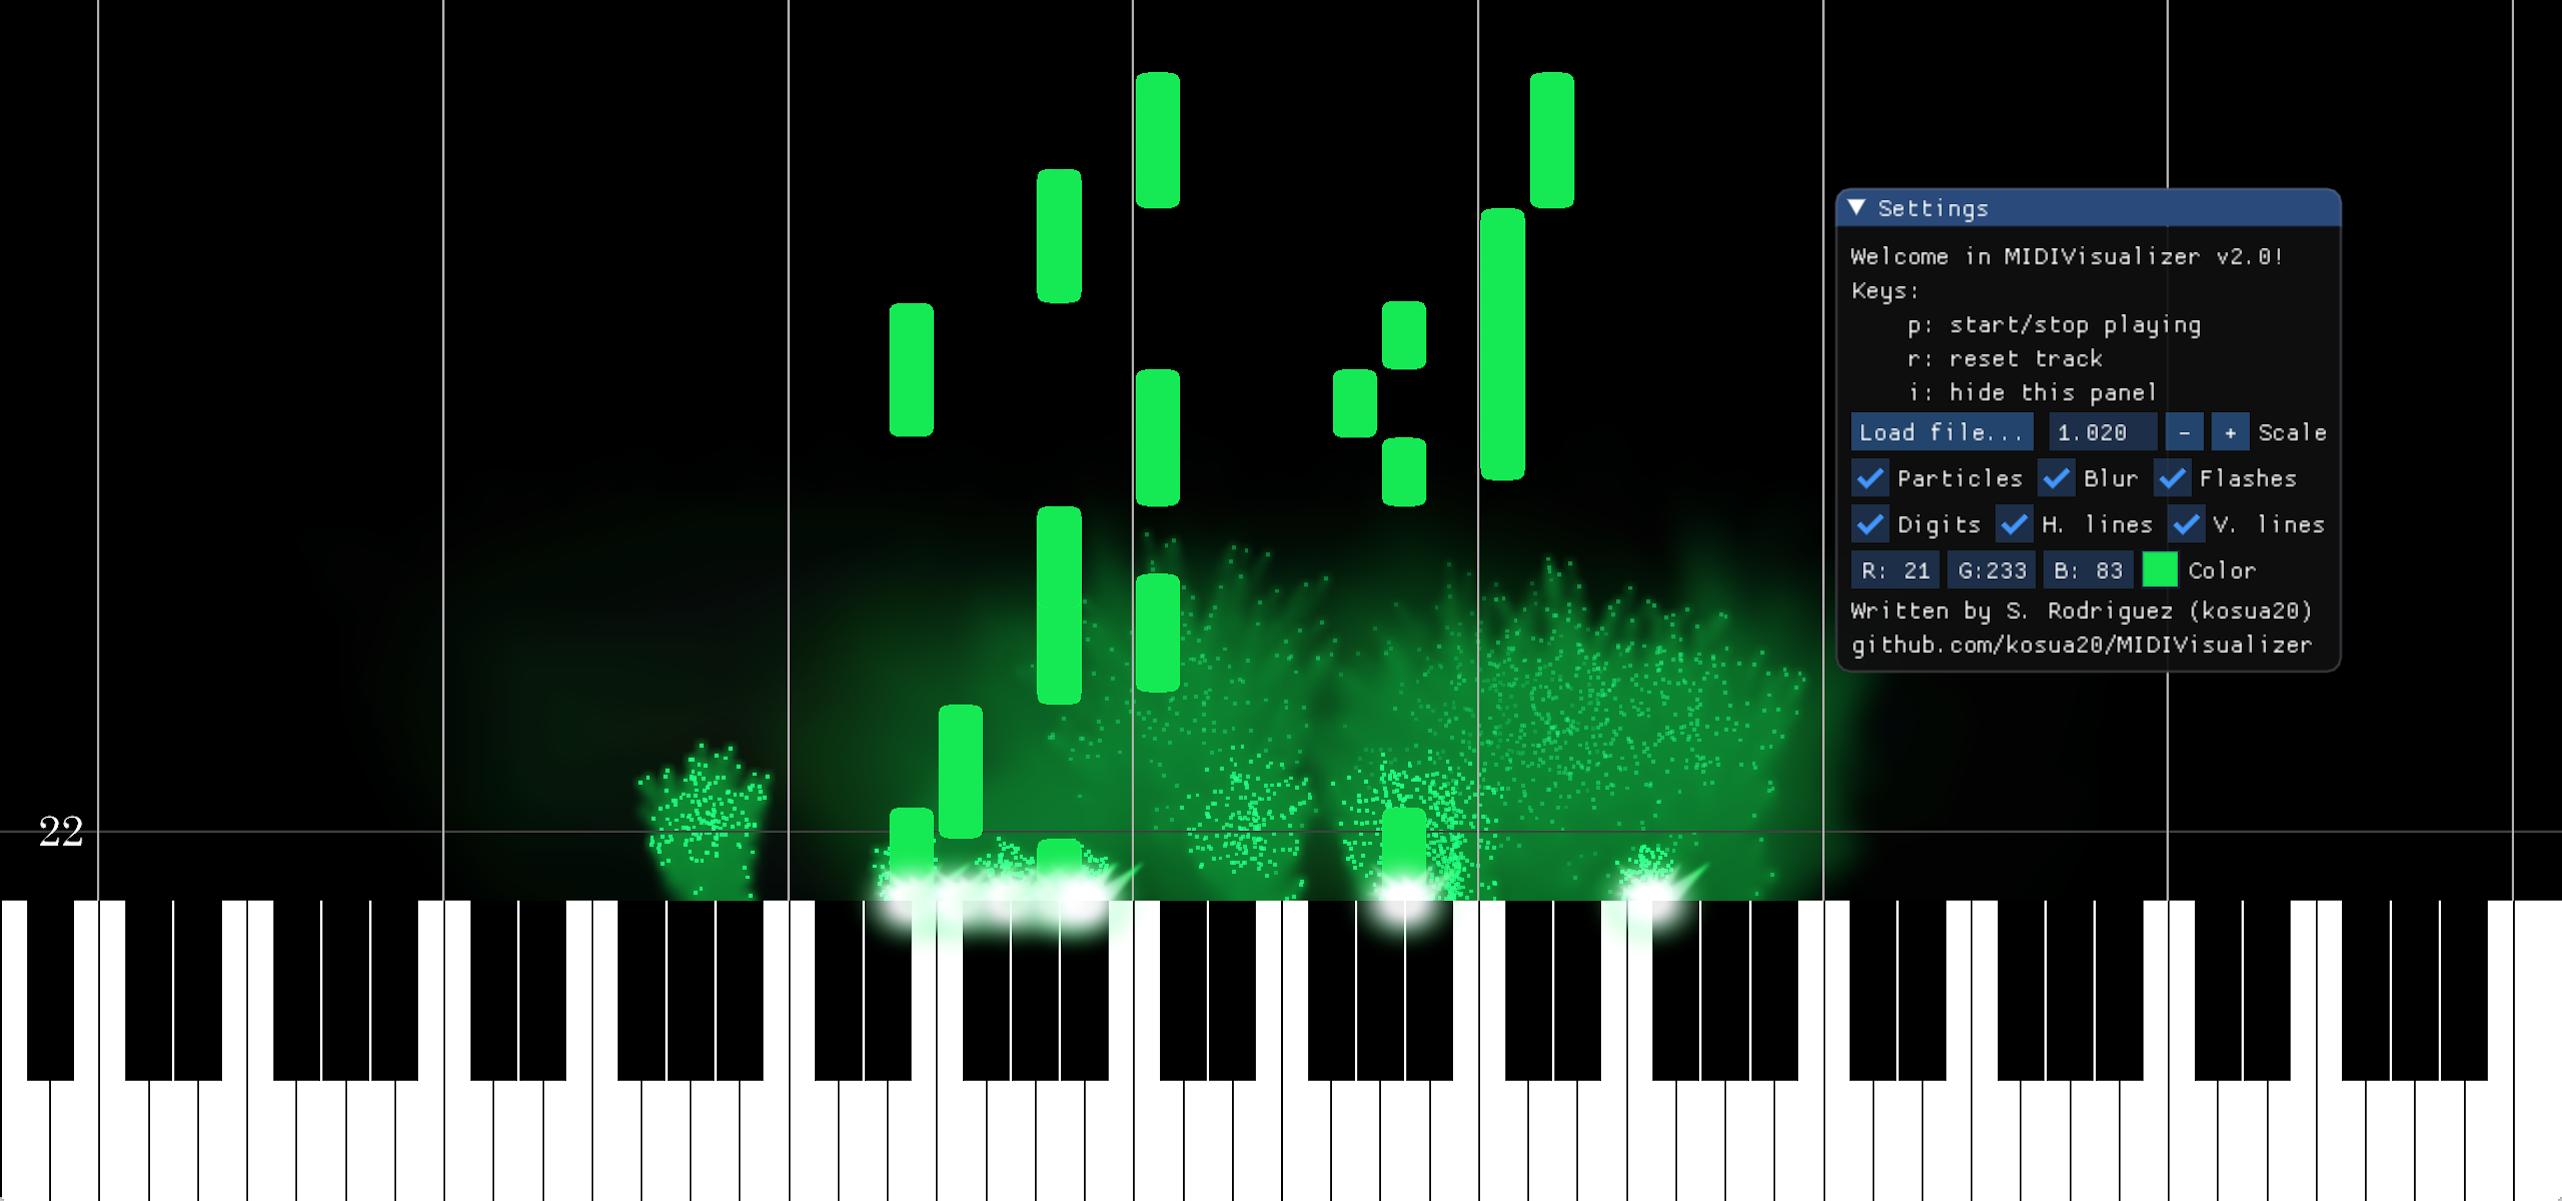 Settings
Welcome in MIDIVisualizer v2.0!
Keys:
p: start/stop playing
r: reset track
i: hide this panel
Load file... 1.020 - + Scale
Particles Blur Flashes
Digits H. lines V. lines
R: 21 G:233 B: 83 Color
Written by S. Rodriguez (kosua20)
github.com/kosua20/MIDIVisualizer
22